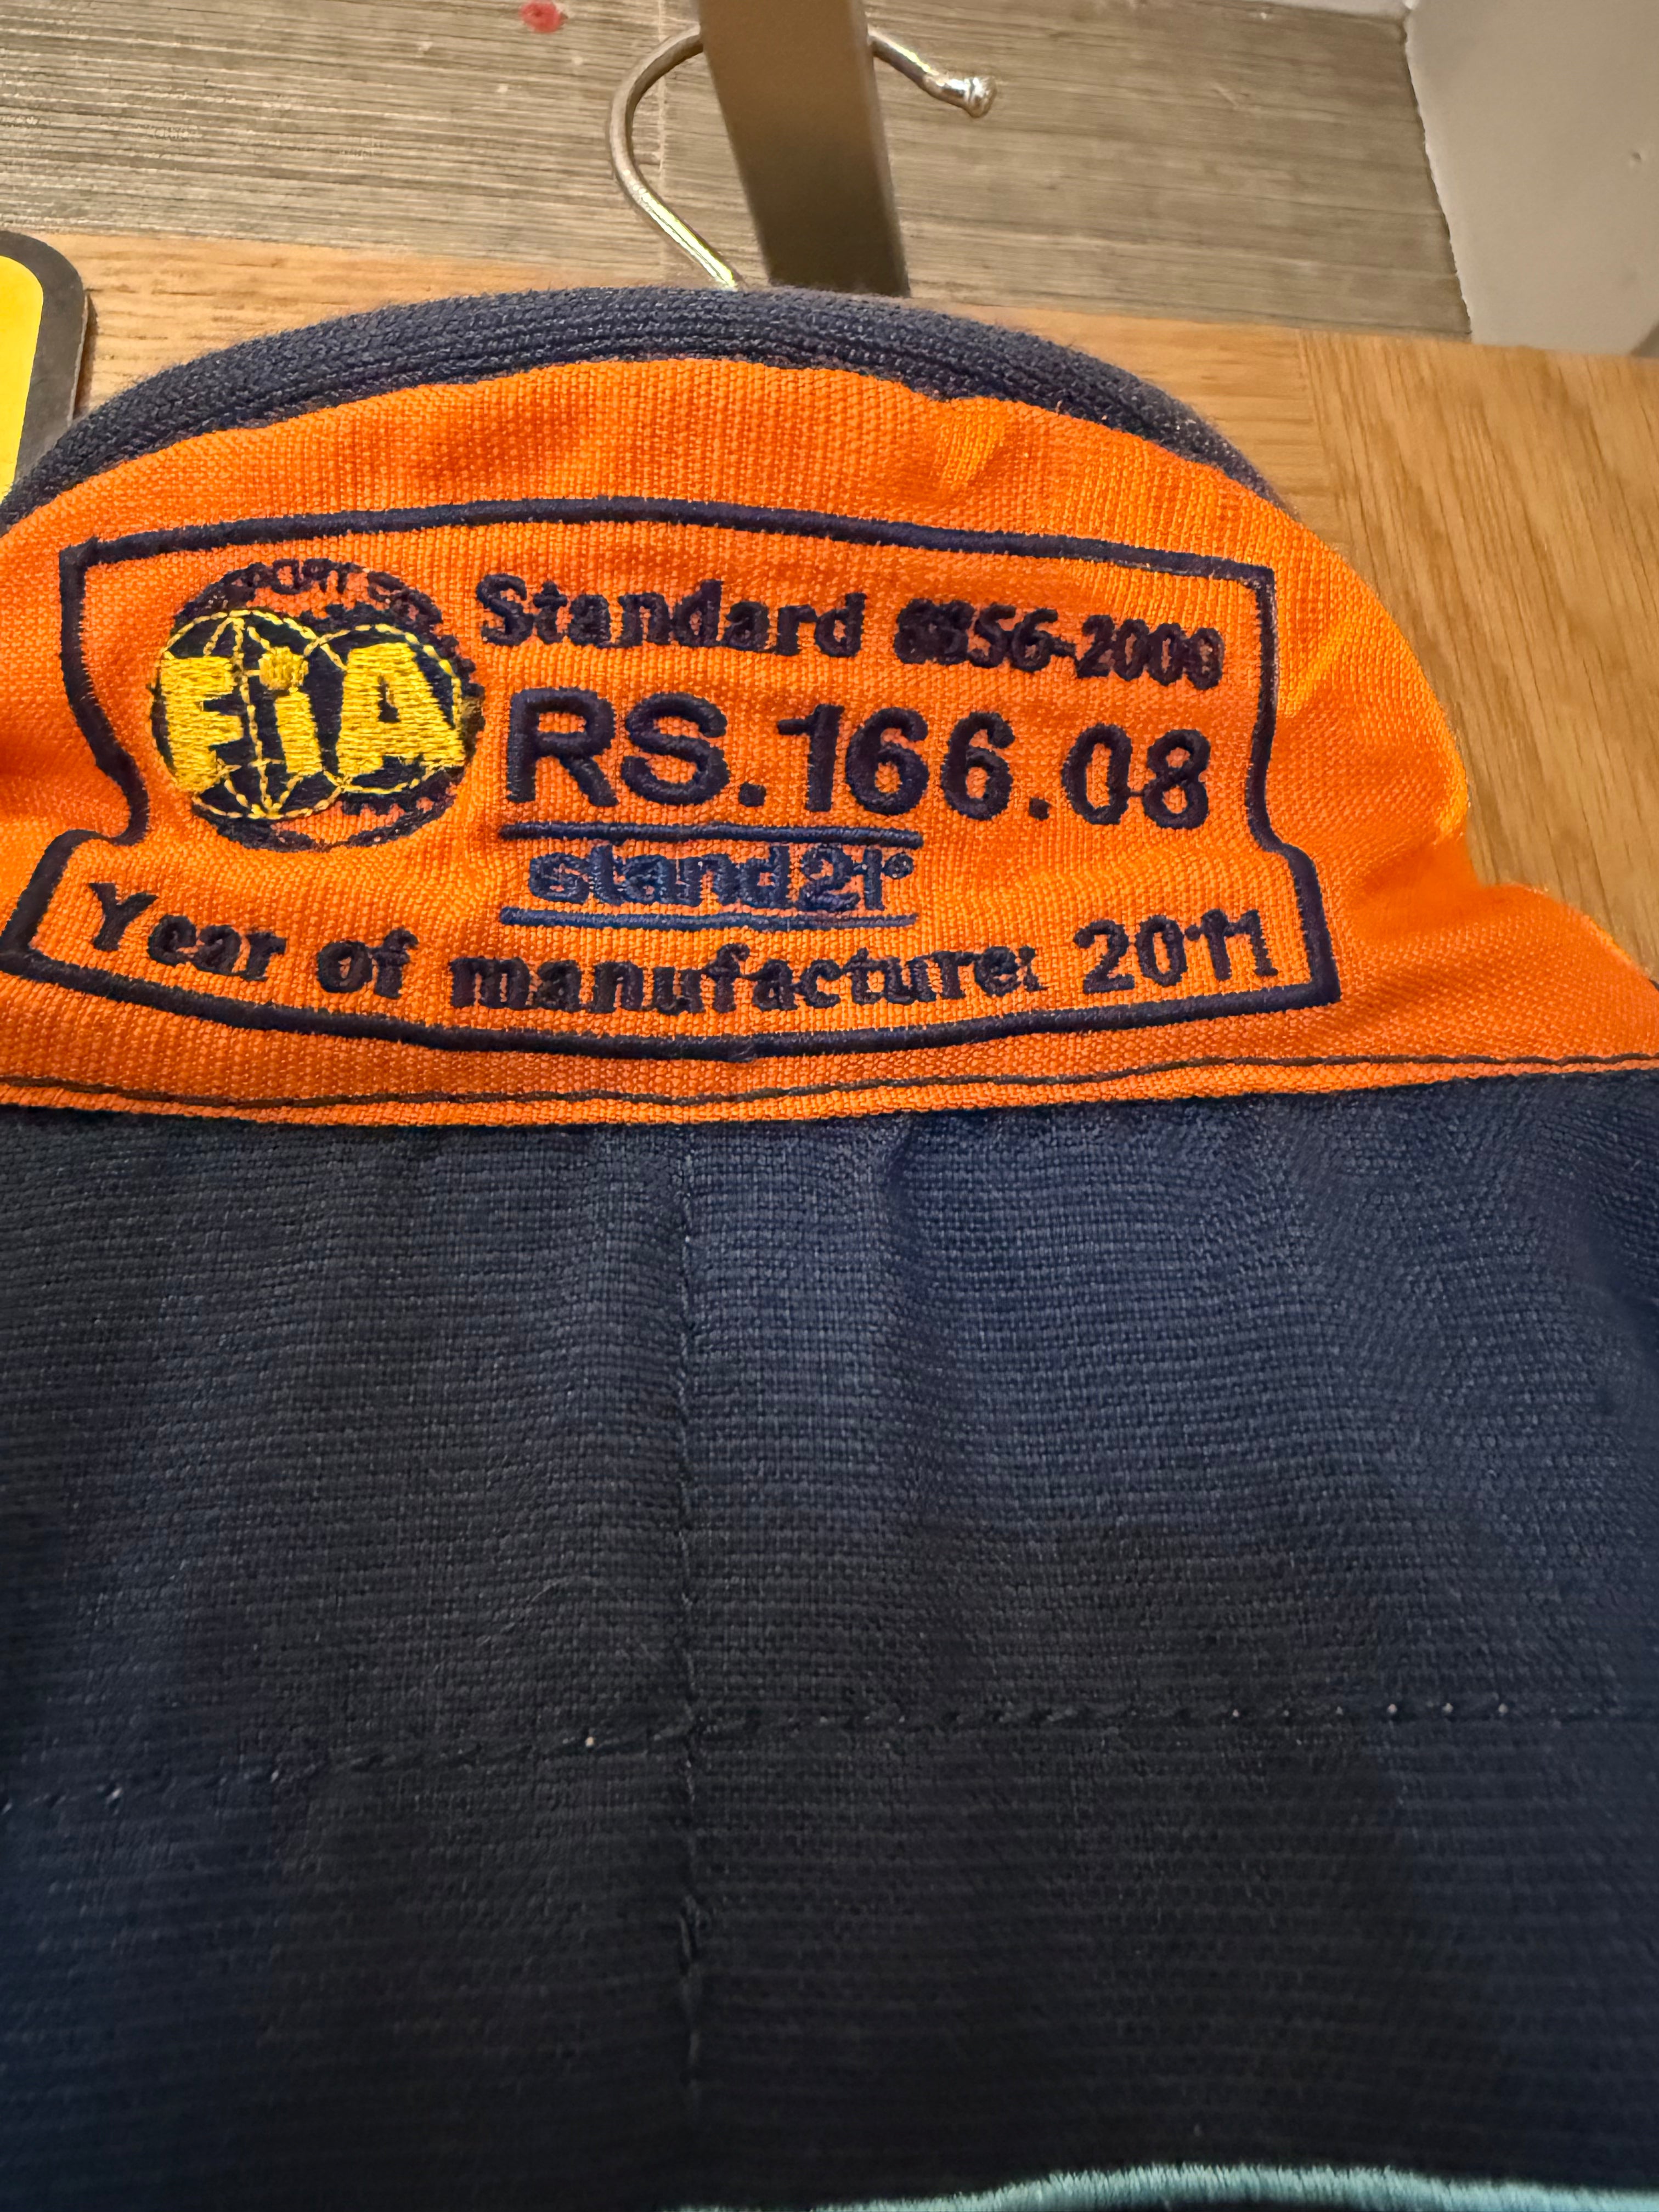 FiA
Standard 8856-2000
RS.166.08
stand21®
Year of manufacture: 2011